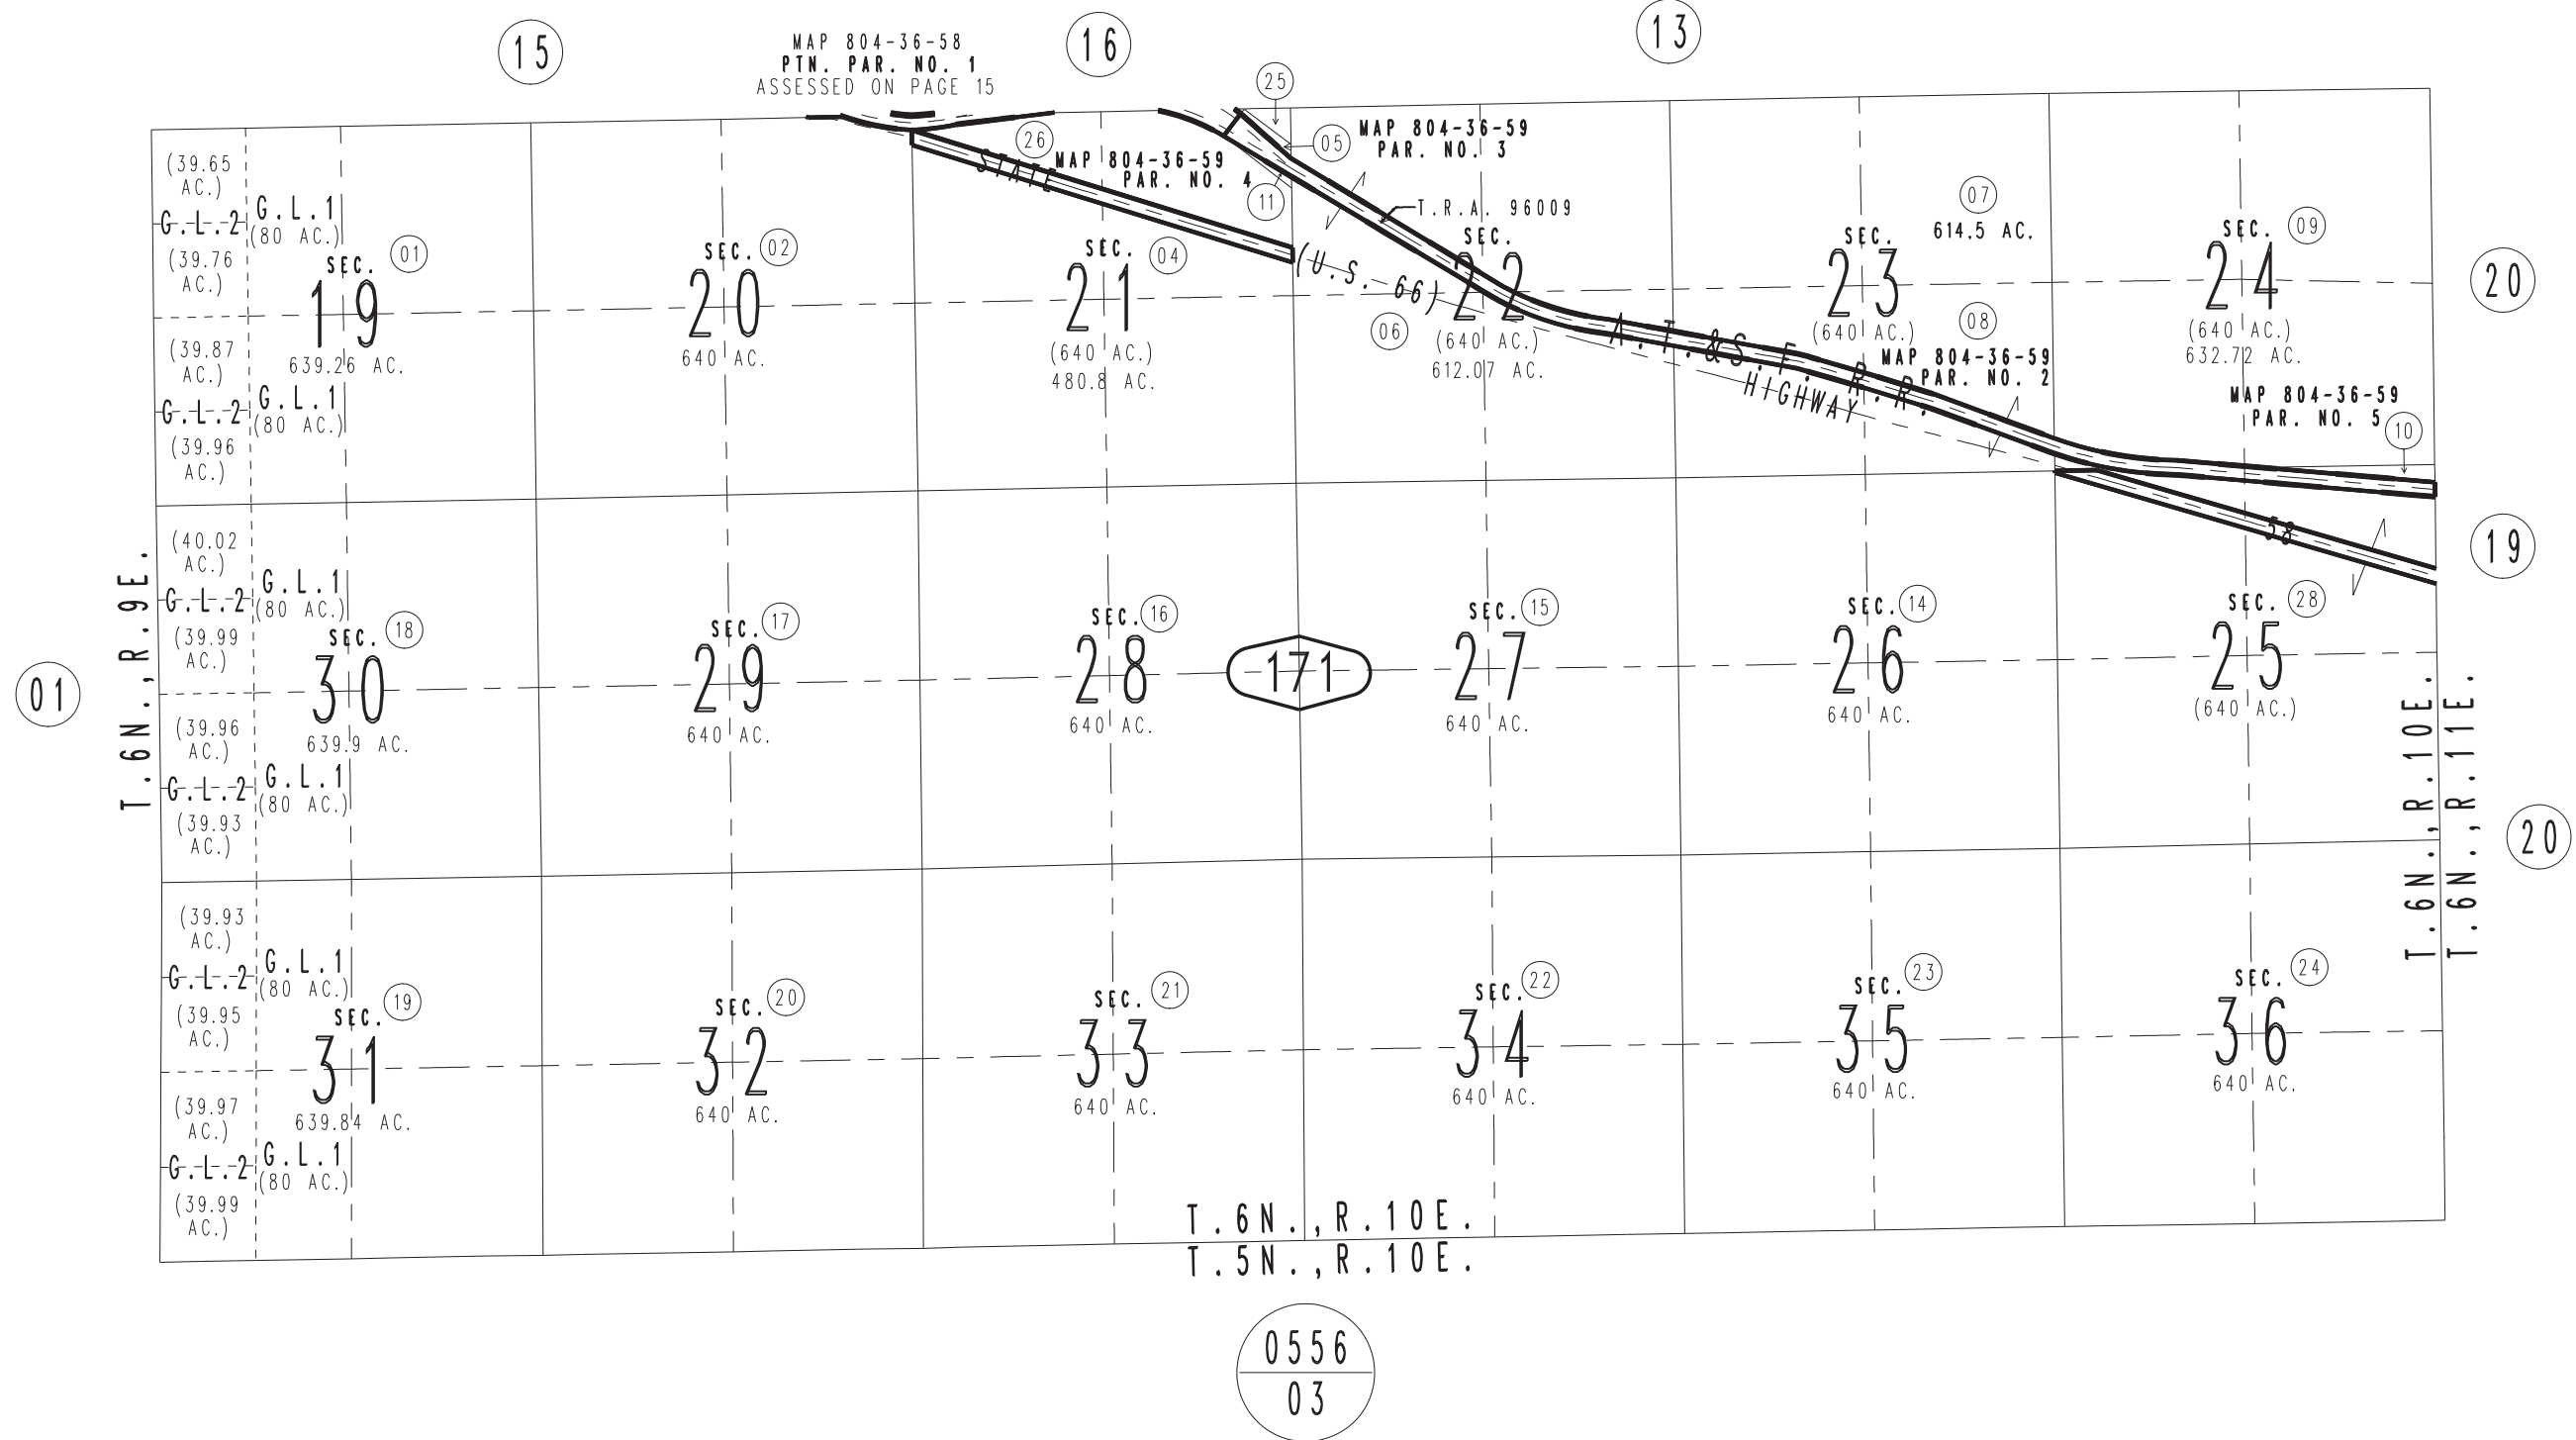 15
MAP 804-36-58
PTN. PAR. NO. 1
ASSESSED ON PAGE 15
16
13
25
05
MAP 804-36-59
PAR. NO. 3
26
MAP 804-36-59
PAR. NO. 4
11
STATE
T.R.A. 96009
(U.S. 66)
(39.65
AC.)
G.L.2
G.L.1
(80 AC.)
(39.76
AC.)
SEC.
01
19
639.26 AC.
(39.87
AC.)
G.L.2
G.L.1
(80 AC.)
(39.96
AC.)
SEC.
02
20
640 AC.
SEC.
04
21
(640 AC.)
480.8 AC.
SEC.
22
06
(640 AC.)
612.07 AC.
07
614.5 AC.
SEC.
23
(640 AC.)
08
MAP 804-36-59
PAR. NO. 2
A.T.&S.F. R.R.
HIGHWAY
SEC.
09
24
(640 AC.)
632.72 AC.
MAP 804-36-59
PAR. NO. 5
10
58
20
19
T.6N.,R.9E.
01
(40.02
AC.)
G.L.2
G.L.1
(80 AC.)
(39.99
AC.)
SEC.
18
30
639.9 AC.
(39.96
AC.)
G.L.2
G.L.1
(80 AC.)
(39.93
AC.)
SEC.
17
29
640 AC.
SEC.
16
28
640 AC.
171
SEC.
15
27
640 AC.
SEC.
14
26
640 AC.
SEC.
28
25
(640 AC.)
T.6N.,R.10E.
T.6N.,R.11E.
20
(39.93
AC.)
G.L.2
G.L.1
(80 AC.)
(39.95
AC.)
SEC.
19
31
639.84 AC.
(39.97
AC.)
G.L.2
G.L.1
(80 AC.)
(39.99
AC.)
SEC.
20
32
640 AC.
SEC.
21
33
640 AC.
SEC.
22
34
640 AC.
SEC.
23
35
640 AC.
SEC.
24
36
640 AC.
T.6N.,R.10E.
T.5N.,R.10E.
0556
03